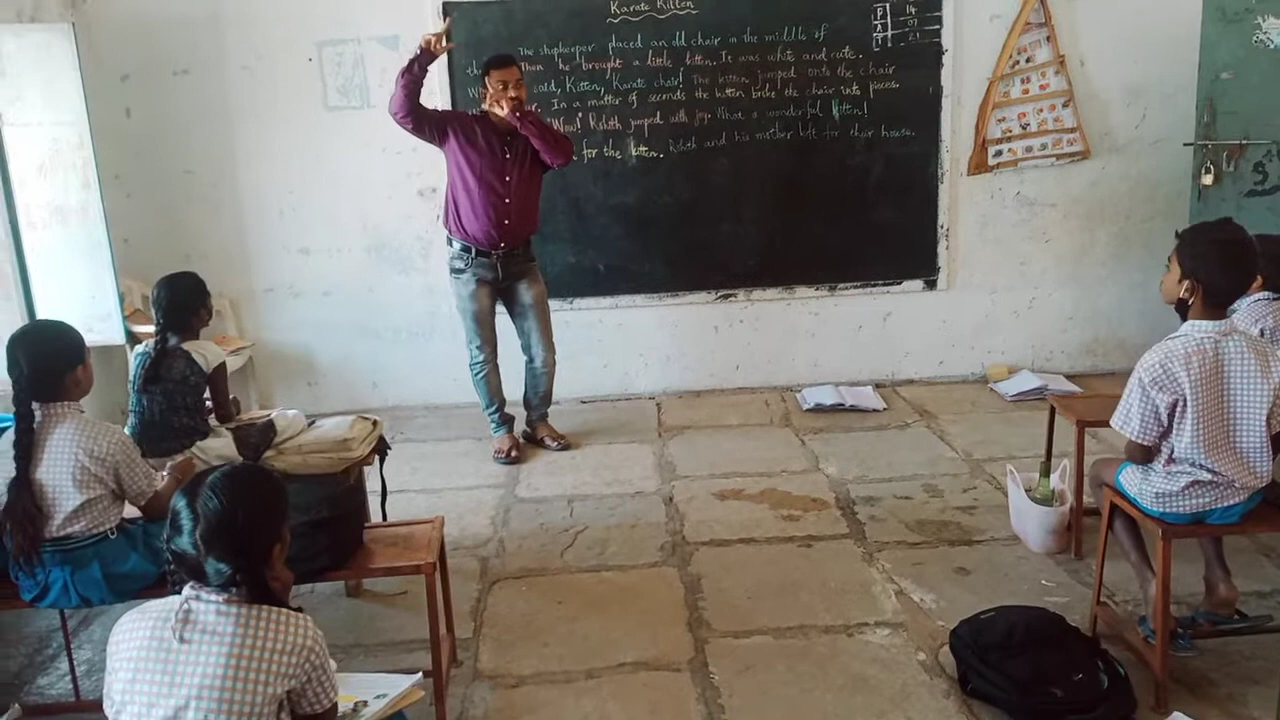 Karate Kitten
The shopkeeper placed an old chair in the middle of
the Then he brought a little kitten. It was white and cute.
said, "Kitten, Karate chair! The kitten jumped onto the chair
In a matter of seconds the kitten broke the chair into pieces.
"Wow!" Rohith jumped with joy. What a wonderful kitten!
for the kitten. Rohith and his mother left for their house.
P 14
A 07
T 21